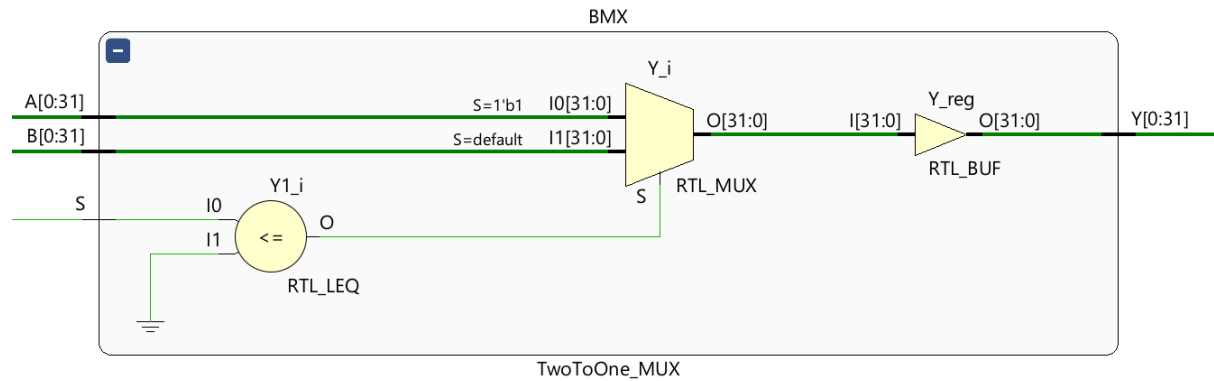 BMX
−
Y_i
A[0:31]
S=1'b1
I0[31:0]
Y_reg
B[0:31]
S=default
I1[31:0]
O[31:0]
I[31:0]
O[31:0]
Y[0:31]
RTL_BUF
Y1_i
S
RTL_MUX
S
I0
O
I1
<=
RTL_LEQ
TwoToOne_MUX